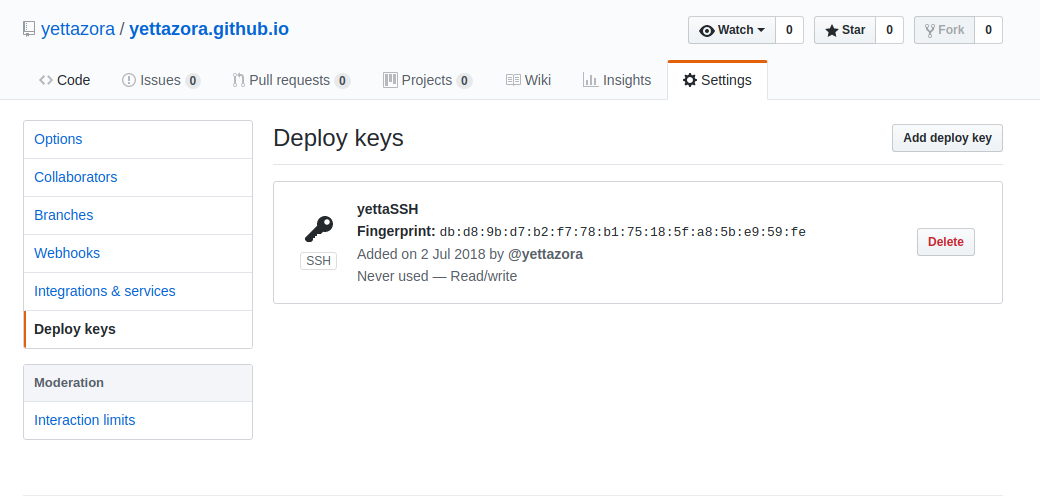 yettazora / yettazora.github.io
Watch 0 Star 0 Fork 0
Code Issues 0 Pull requests 0 Projects 0 Wiki Insights Settings
Options
Collaborators
Branches
Webhooks
Integrations & services
Deploy keys
Moderation
Interaction limits
Deploy keys
Add deploy key
SSH
yettaSSH
Fingerprint: db:d8:9b:d7:b2:f7:78:b1:75:18:5f:a8:5b:e9:59:fe
Added on 2 Jul 2018 by @yettazora
Never used — Read/write
Delete